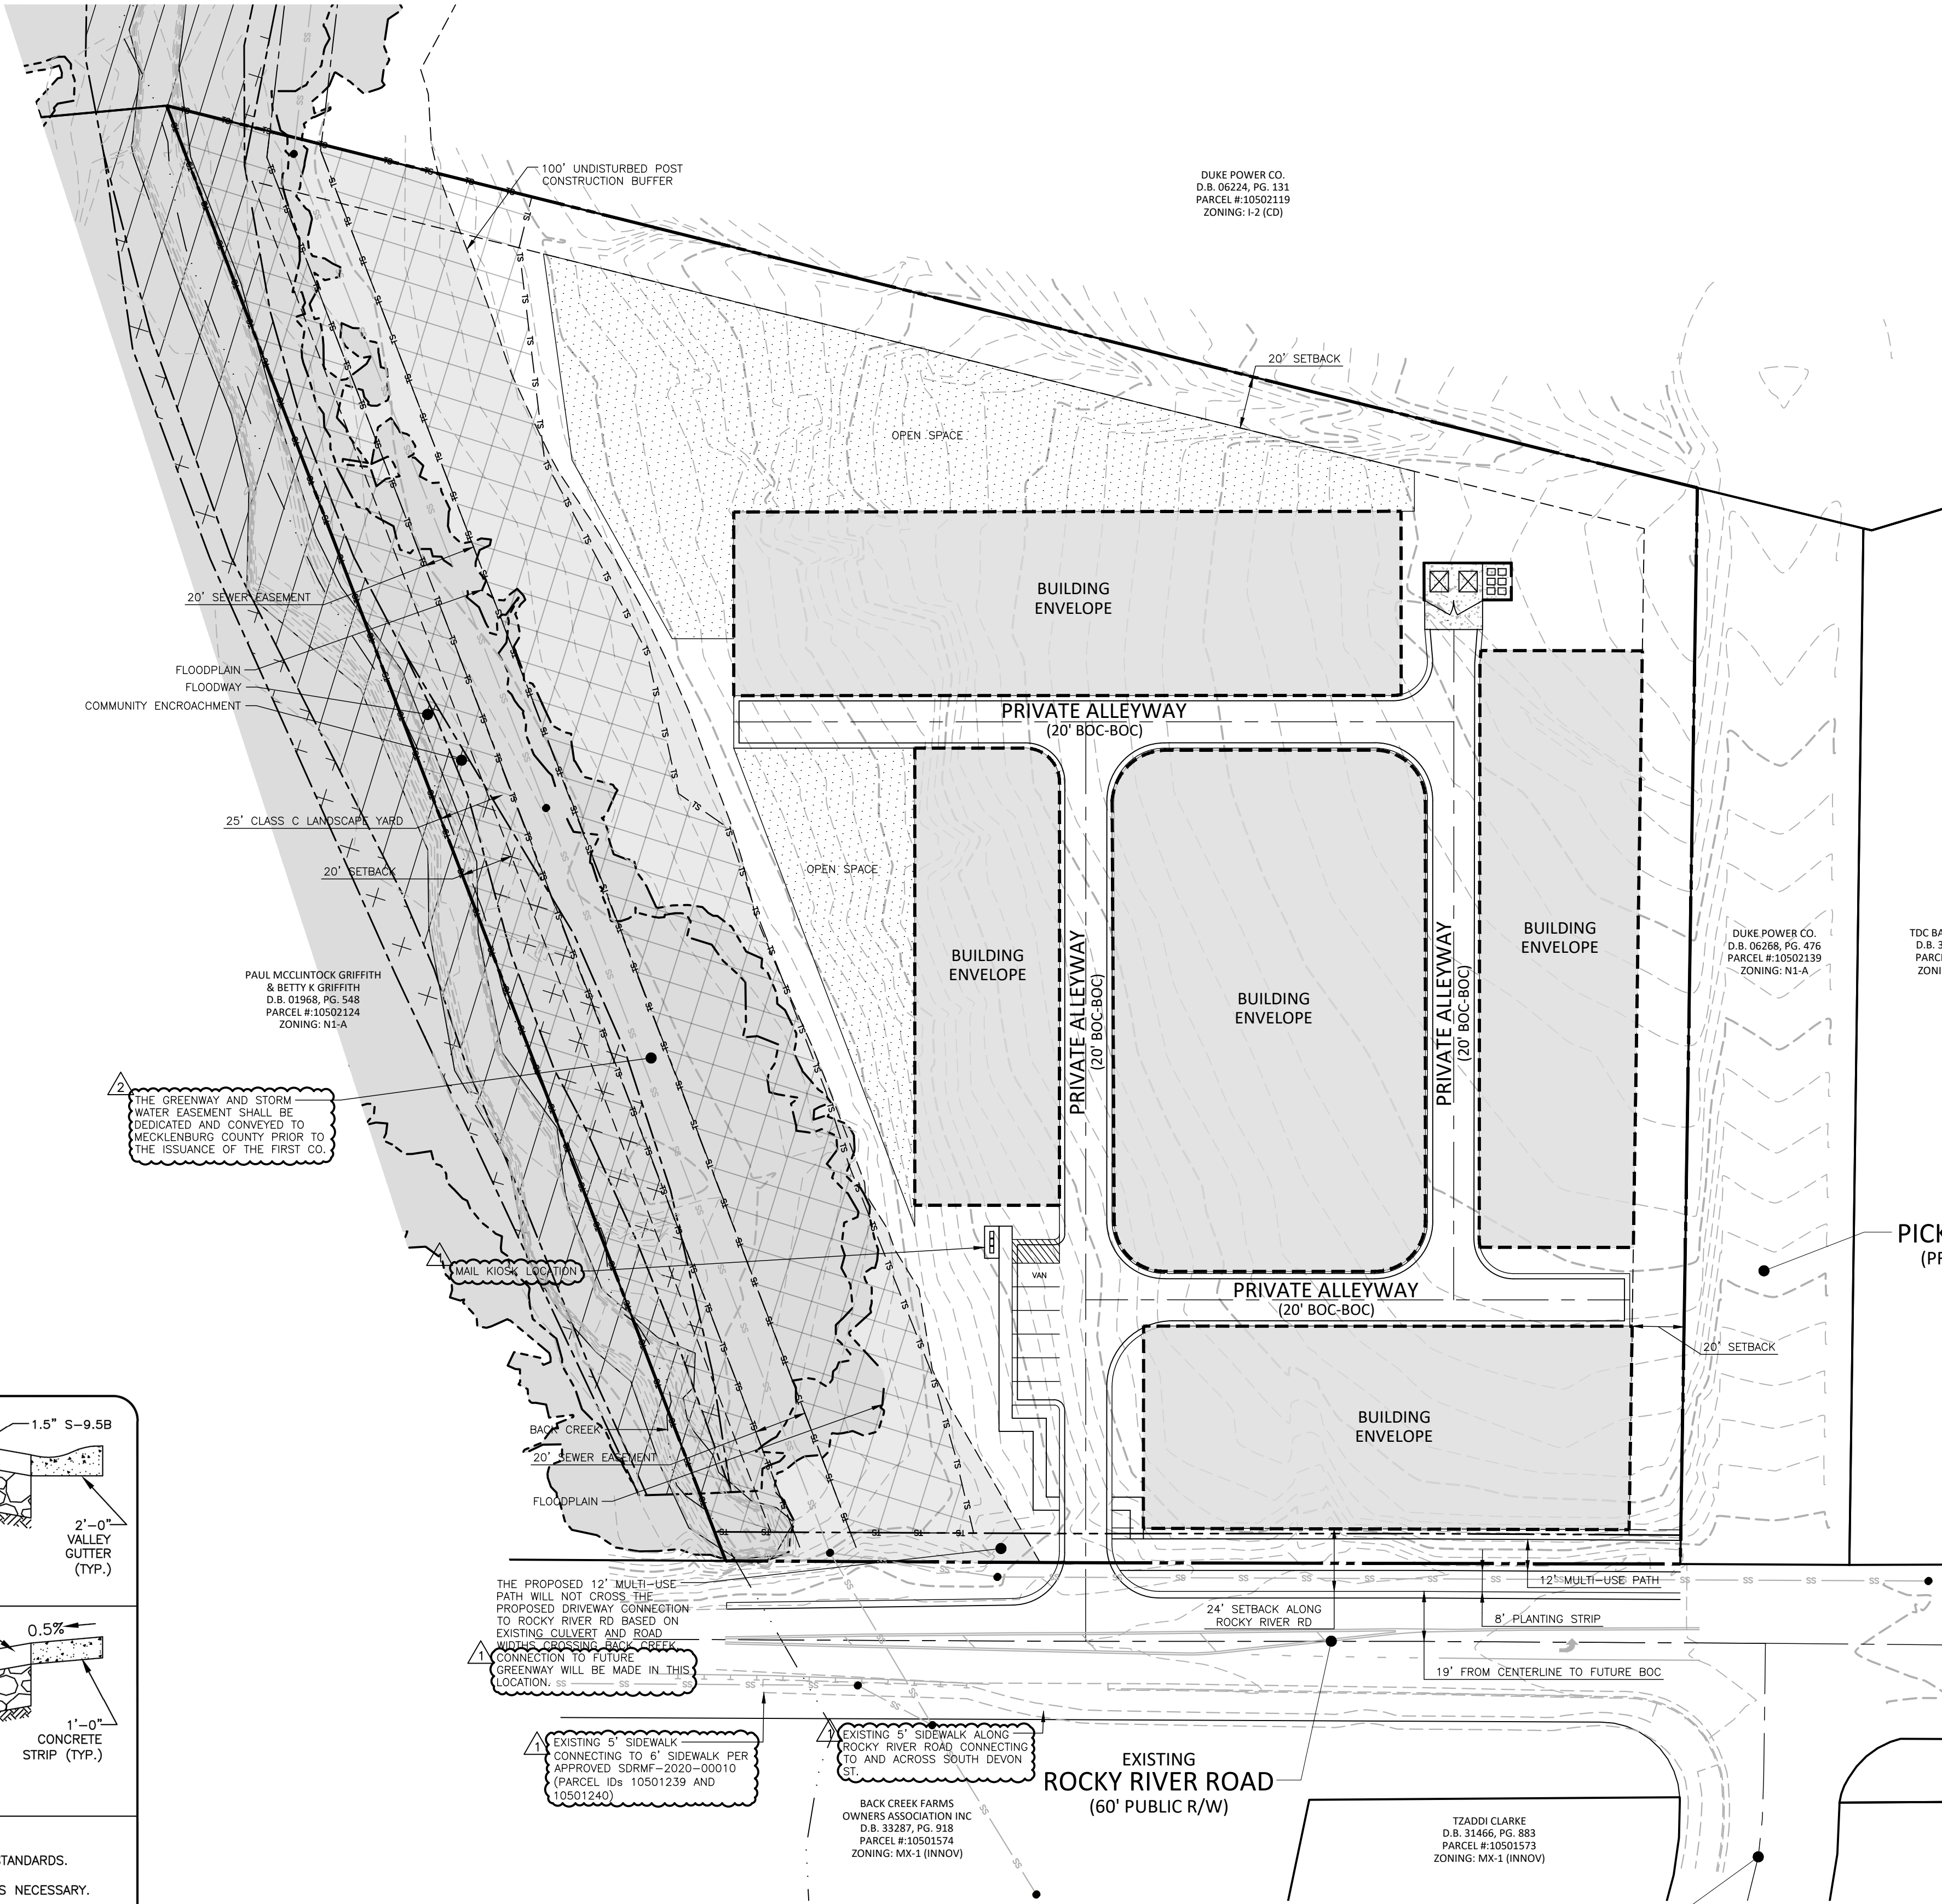 100' UNDISTURBED POST
CONSTRUCTION BUFFER
DUKE POWER CO.
D.B. 06224, PG. 131
PARCEL #:10502119
ZONING: I-2 (CD)
20' SETBACK
OPEN SPACE
BUILDING
ENVELOPE
20' SEWER EASEMENT
FLOODPLAIN
FLOODWAY
COMMUNITY ENCROACHMENT
PRIVATE ALLEYWAY
(20' BOC-BOC)
25' CLASS C LANDSCAPE YARD
20' SETBACK
OPEN SPACE
BUILDING
ENVELOPE
PRIVATE ALLEYWAY
(20' BOC-BOC)
BUILDING
ENVELOPE
PRIVATE ALLEYWAY
(20' BOC-BOC)
BUILDING
ENVELOPE
DUKE POWER CO.
D.B. 06268, PG. 476
PARCEL #:10502139
ZONING: N1-A
TDC BA
D.B. 3
PARC
ZONI
PAUL MCCLINTOCK GRIFFITH
& BETTY K GRIFFITH
D.B. 01968, PG. 548
PARCEL #:10502124
ZONING: N1-A
2
THE GREENWAY AND STORM
WATER EASEMENT SHALL BE
DEDICATED AND CONVEYED TO
MECKLENBURG COUNTY PRIOR TO
THE ISSUANCE OF THE FIRST CO.
MAIL KIOSK LOCATION
VAN
PICK
(PR
PRIVATE ALLEYWAY
(20' BOC-BOC)
20' SETBACK
BUILDING
ENVELOPE
BACK CREEK
20' SEWER EASEMENT
FLOODPLAIN
1.5" S-9.5B
2'-0"
VALLEY
GUTTER
(TYP.)
0.5%
1'-0"
CONCRETE
STRIP (TYP.)
STANDARDS.
S NECESSARY.
THE PROPOSED 12' MULTI-USE
PATH WILL NOT CROSS THE
PROPOSED DRIVEWAY CONNECTION
TO ROCKY RIVER RD BASED ON
EXISTING CULVERT AND ROAD
WIDTHS CROSSING BACK CREEK.
1
CONNECTION TO FUTURE
GREENWAY WILL BE MADE IN THIS
LOCATION.
12' MULTI-USE PATH
24' SETBACK ALONG
ROCKY RIVER RD
8' PLANTING STRIP
19' FROM CENTERLINE TO FUTURE BOC
1
EXISTING 5' SIDEWALK
CONNECTING TO 6' SIDEWALK PER
APPROVED SDRMF-2020-00010
(PARCEL IDs 10501239 AND
10501240)
1
EXISTING 5' SIDEWALK ALONG
ROCKY RIVER ROAD CONNECTING
TO AND ACROSS SOUTH DEVON
ST.
EXISTING
ROCKY RIVER ROAD
(60' PUBLIC R/W)
BACK CREEK FARMS
OWNERS ASSOCIATION INC
D.B. 33287, PG. 918
PARCEL #:10501574
ZONING: MX-1 (INNOV)
TZADDI CLARKE
D.B. 31466, PG. 883
PARCEL #:10501573
ZONING: MX-1 (INNOV)